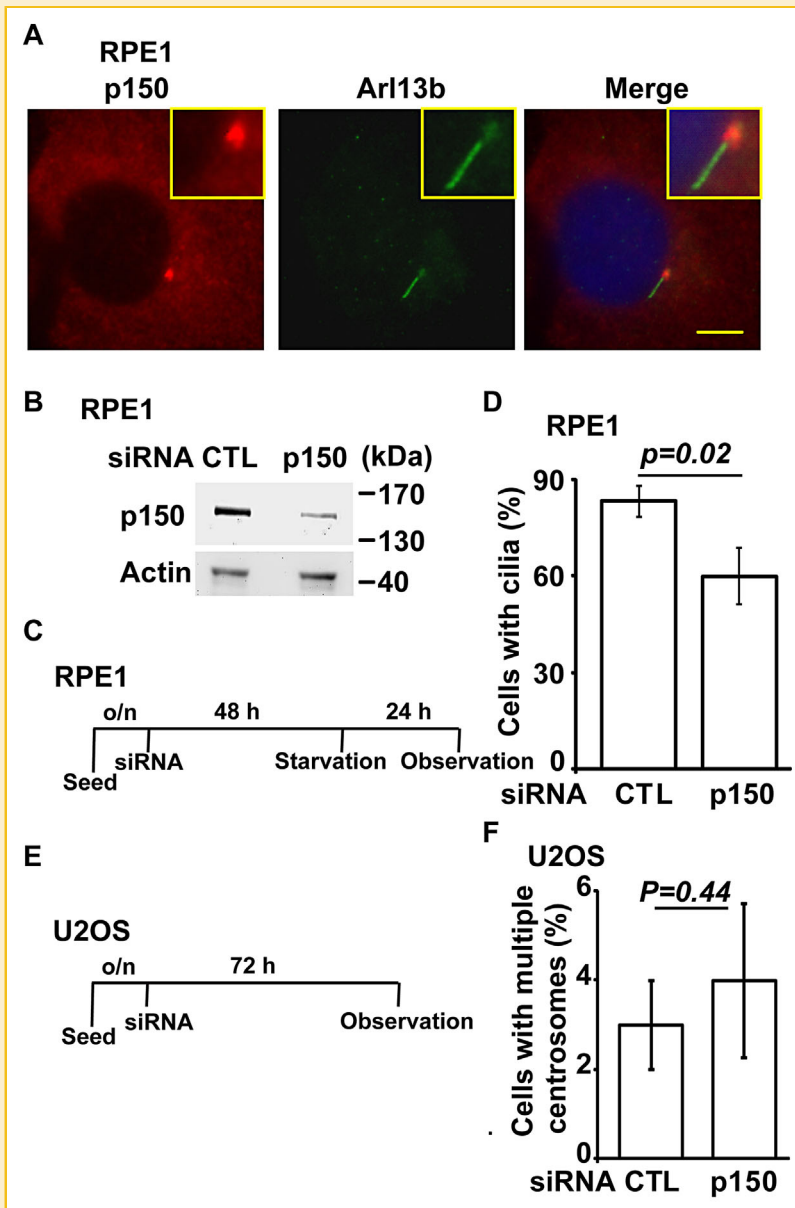 A
RPE1
p150 Arl13b Merge
B RPE1
siRNA CTL p150 (kDa)
p150
–170
–130
Actin
–40
C
RPE1
o/n 48 h 24 h
Seed siRNA Starvation Observation
D RPE1
p=0.02
Cells with cilia (%)
90
60
30
0
siRNA CTL p150
E
U2OS
o/n 72 h
Seed siRNA Observation
F U2OS
P=0.44
Cells with multiple
centrosomes (%)
6
4
2
0
siRNA CTL p150